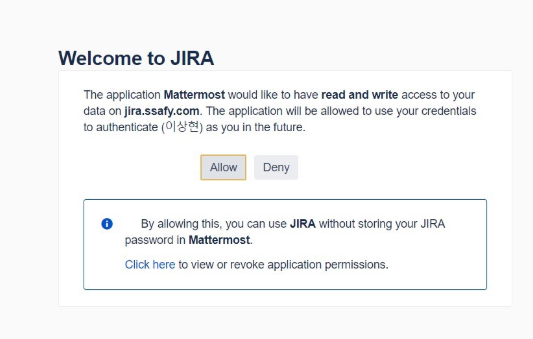 Welcome to JIRA
The application Mattermost would like to have read and write access to your
data on jira.ssafy.com. The application will be allowed to use your credentials
to authenticate (이상현) as you in the future.
Allow Deny
By allowing this, you can use JIRA without storing your JIRA
password in Mattermost.
Click here to view or revoke application permissions.